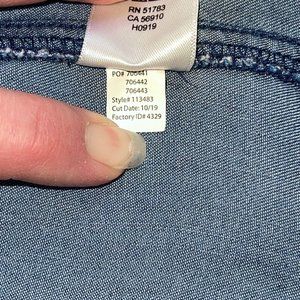 RN 51783
CA 56910
H0919
PO# 706441
706442
706443
Style# 113483
Cut Date: 10/19
Factory ID# 4329